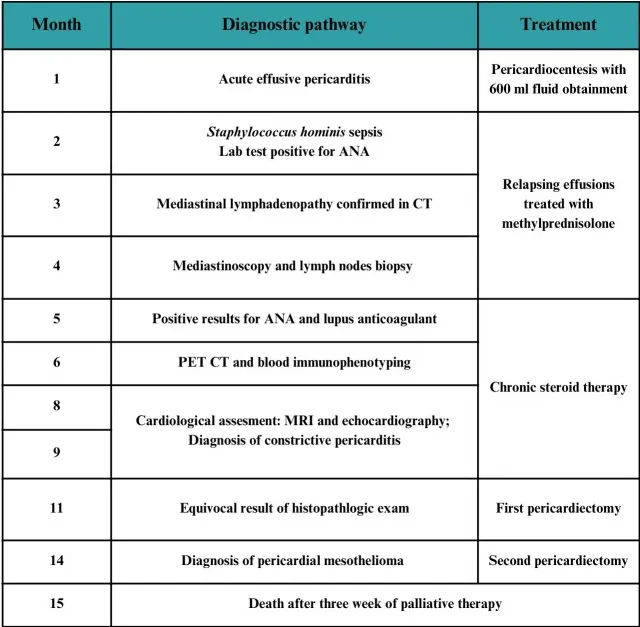 Month Diagnostic pathway Treatment
1 Acute effusive pericarditis Pericardiocentesis with
600 ml fluid obtainment
2 Staphylococcus hominis sepsis
Lab test positive for ANA
Relapsing effusions
treated with
methylprednisolone
3 Mediastinal lymphadenopathy confirmed in CT
4 Mediastinoscopy and lymph nodes biopsy
5 Positive results for ANA and lupus anticoagulant
6 PET CT and blood immunophenotyping
Chronic steroid therapy
8
Cardiological assesment: MRI and echocardiography;
Diagnosis of constrictive pericarditis
9
11 Equivocal result of histopathlogic exam First pericardiectomy
14 Diagnosis of pericardial mesothelioma Second pericardiectomy
15 Death after three week of palliative therapy